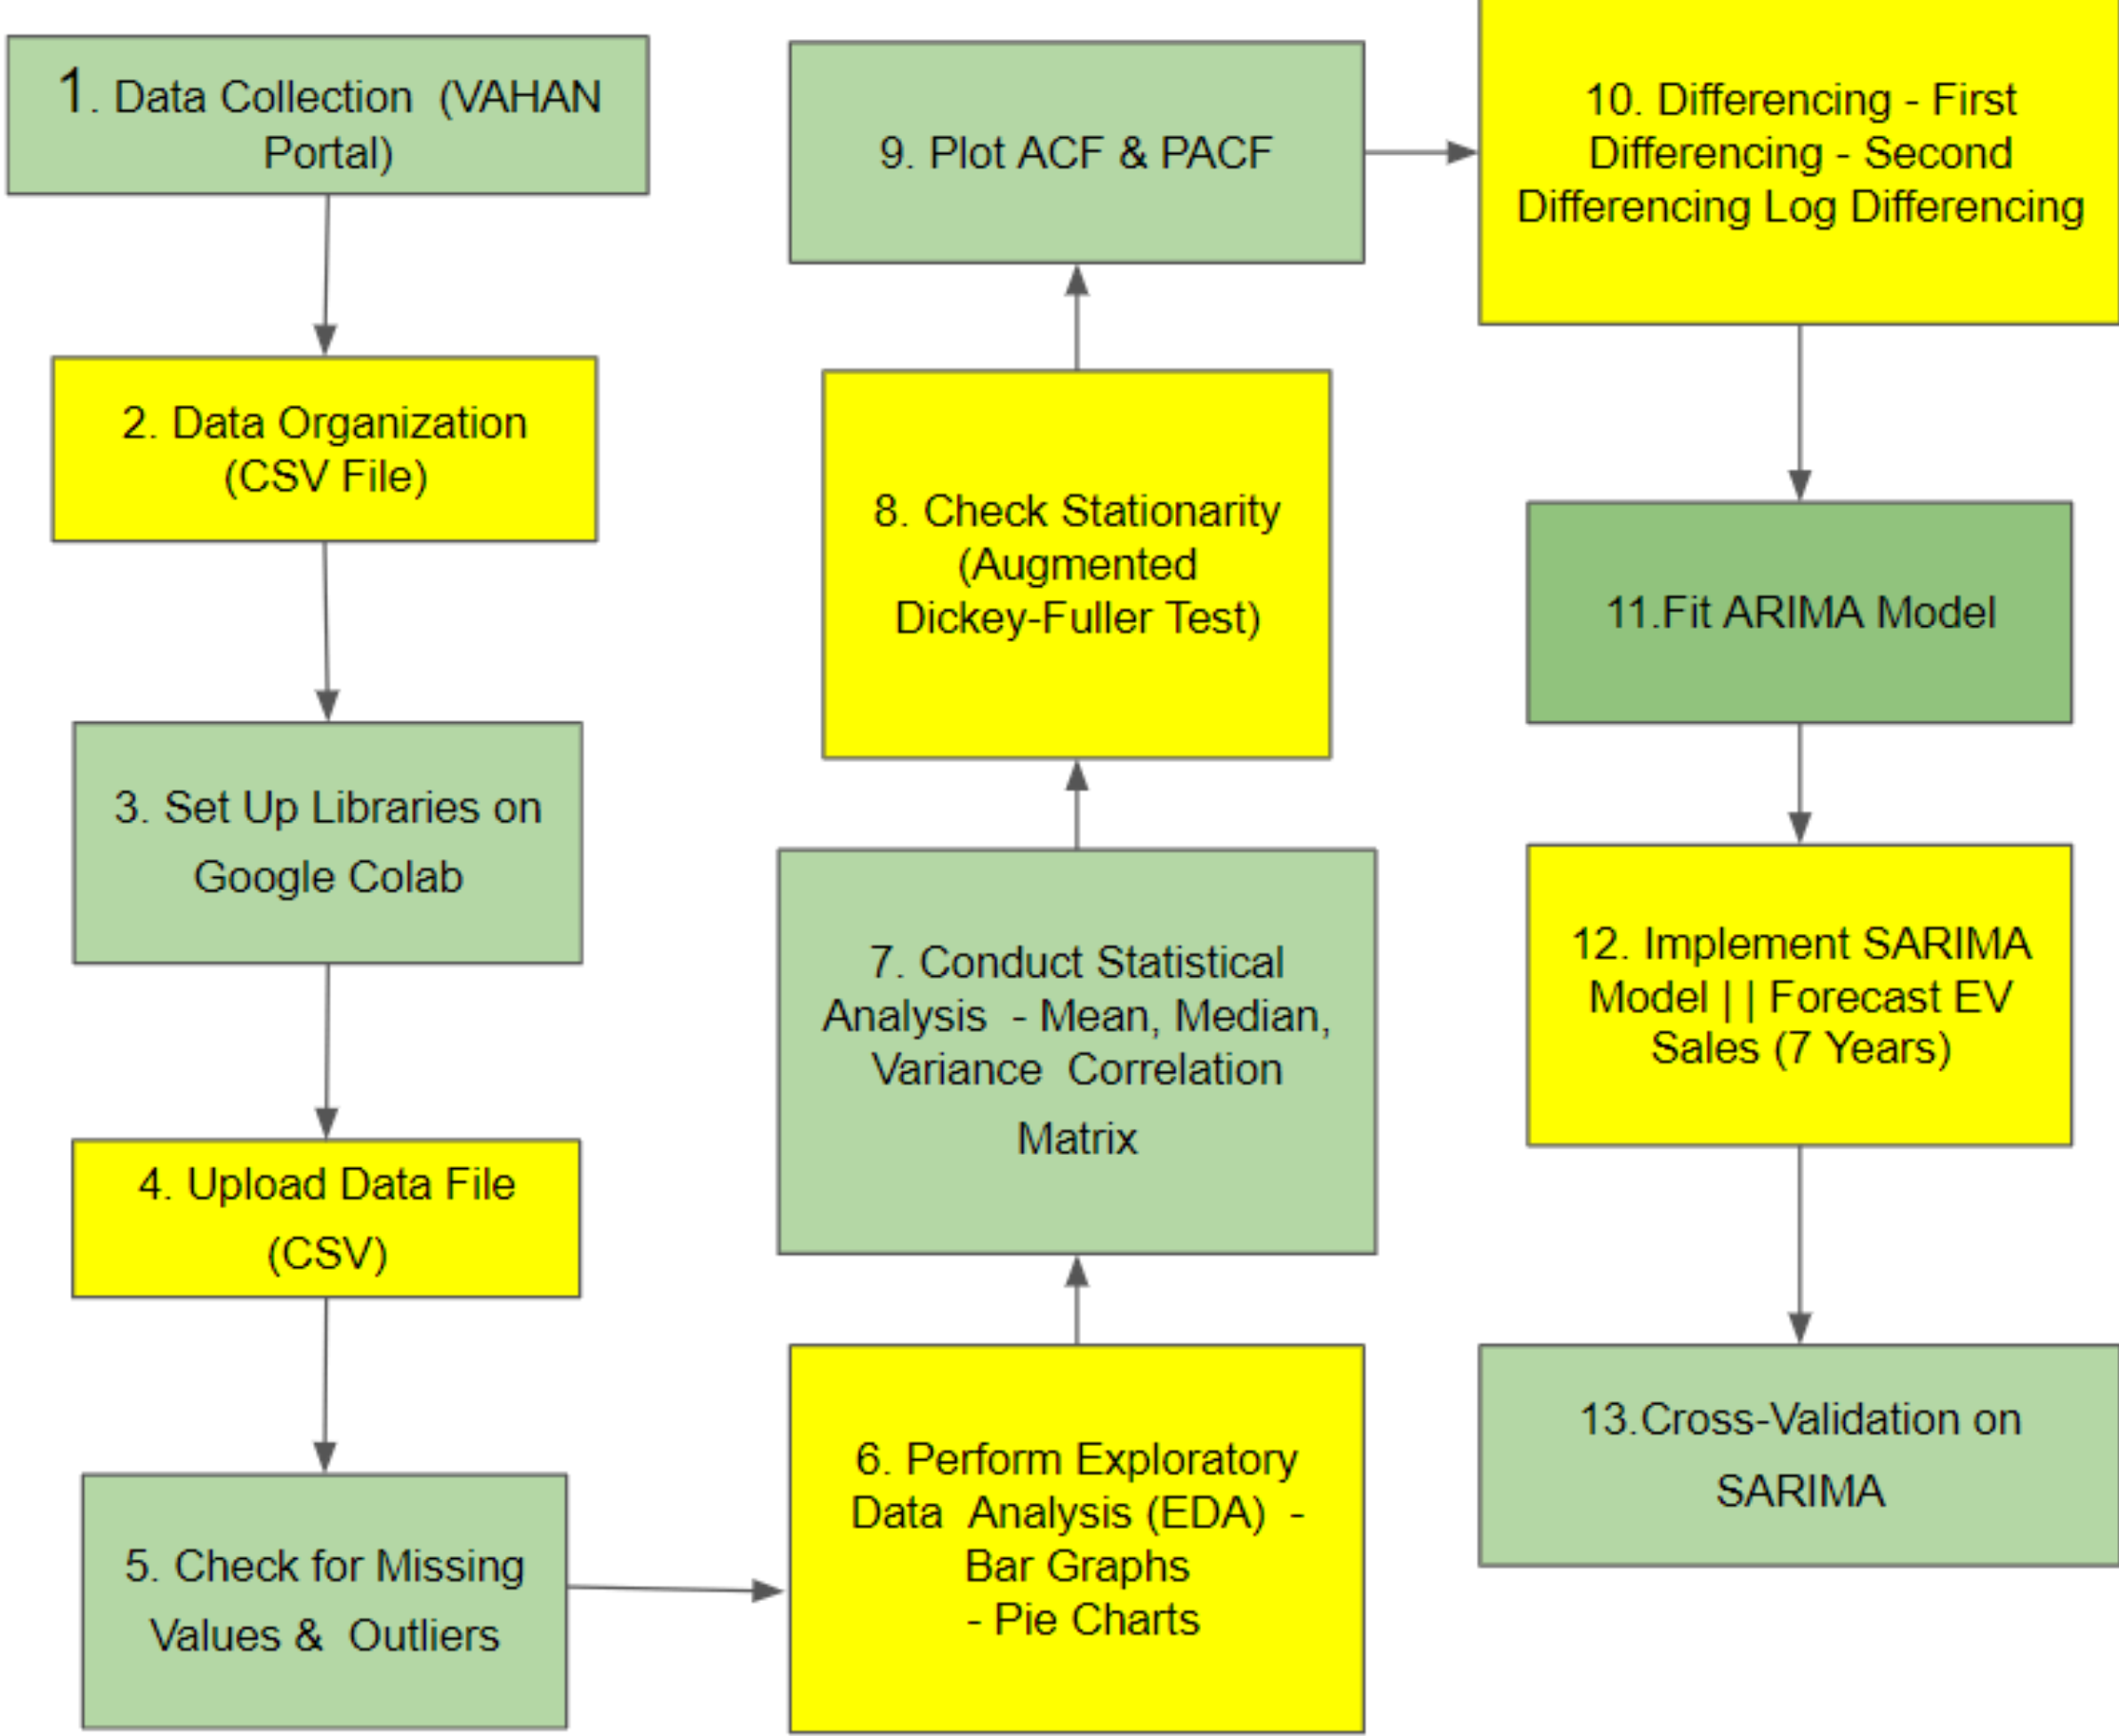 1. Data Collection (VAHAN
Portal)
2. Data Organization
(CSV File)
3. Set Up Libraries on
Google Colab
4. Upload Data File
(CSV)
5. Check for Missing
Values & Outliers
6. Perform Exploratory
Data Analysis (EDA) -
Bar Graphs
- Pie Charts
7. Conduct Statistical
Analysis - Mean, Median,
Variance Correlation
Matrix
8. Check Stationarity
(Augmented
Dickey-Fuller Test)
9. Plot ACF & PACF
10. Differencing - First
Differencing - Second
Differencing Log Differencing
11.Fit ARIMA Model
12. Implement SARIMA
Model | | Forecast EV
Sales (7 Years)
13.Cross-Validation on
SARIMA